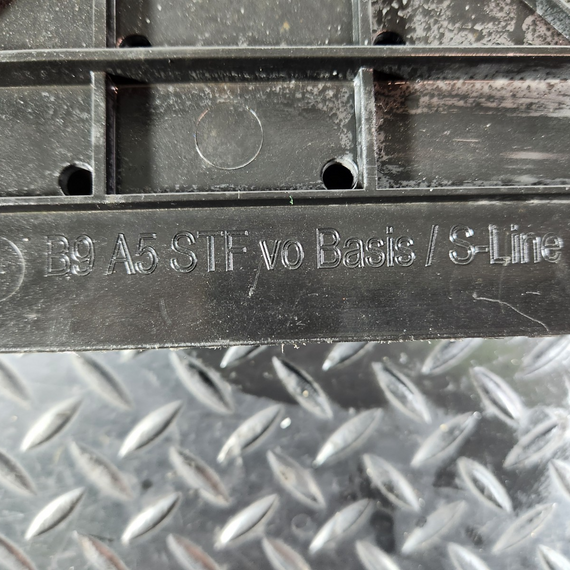 B9 A5 STF vo Basis / S-Line